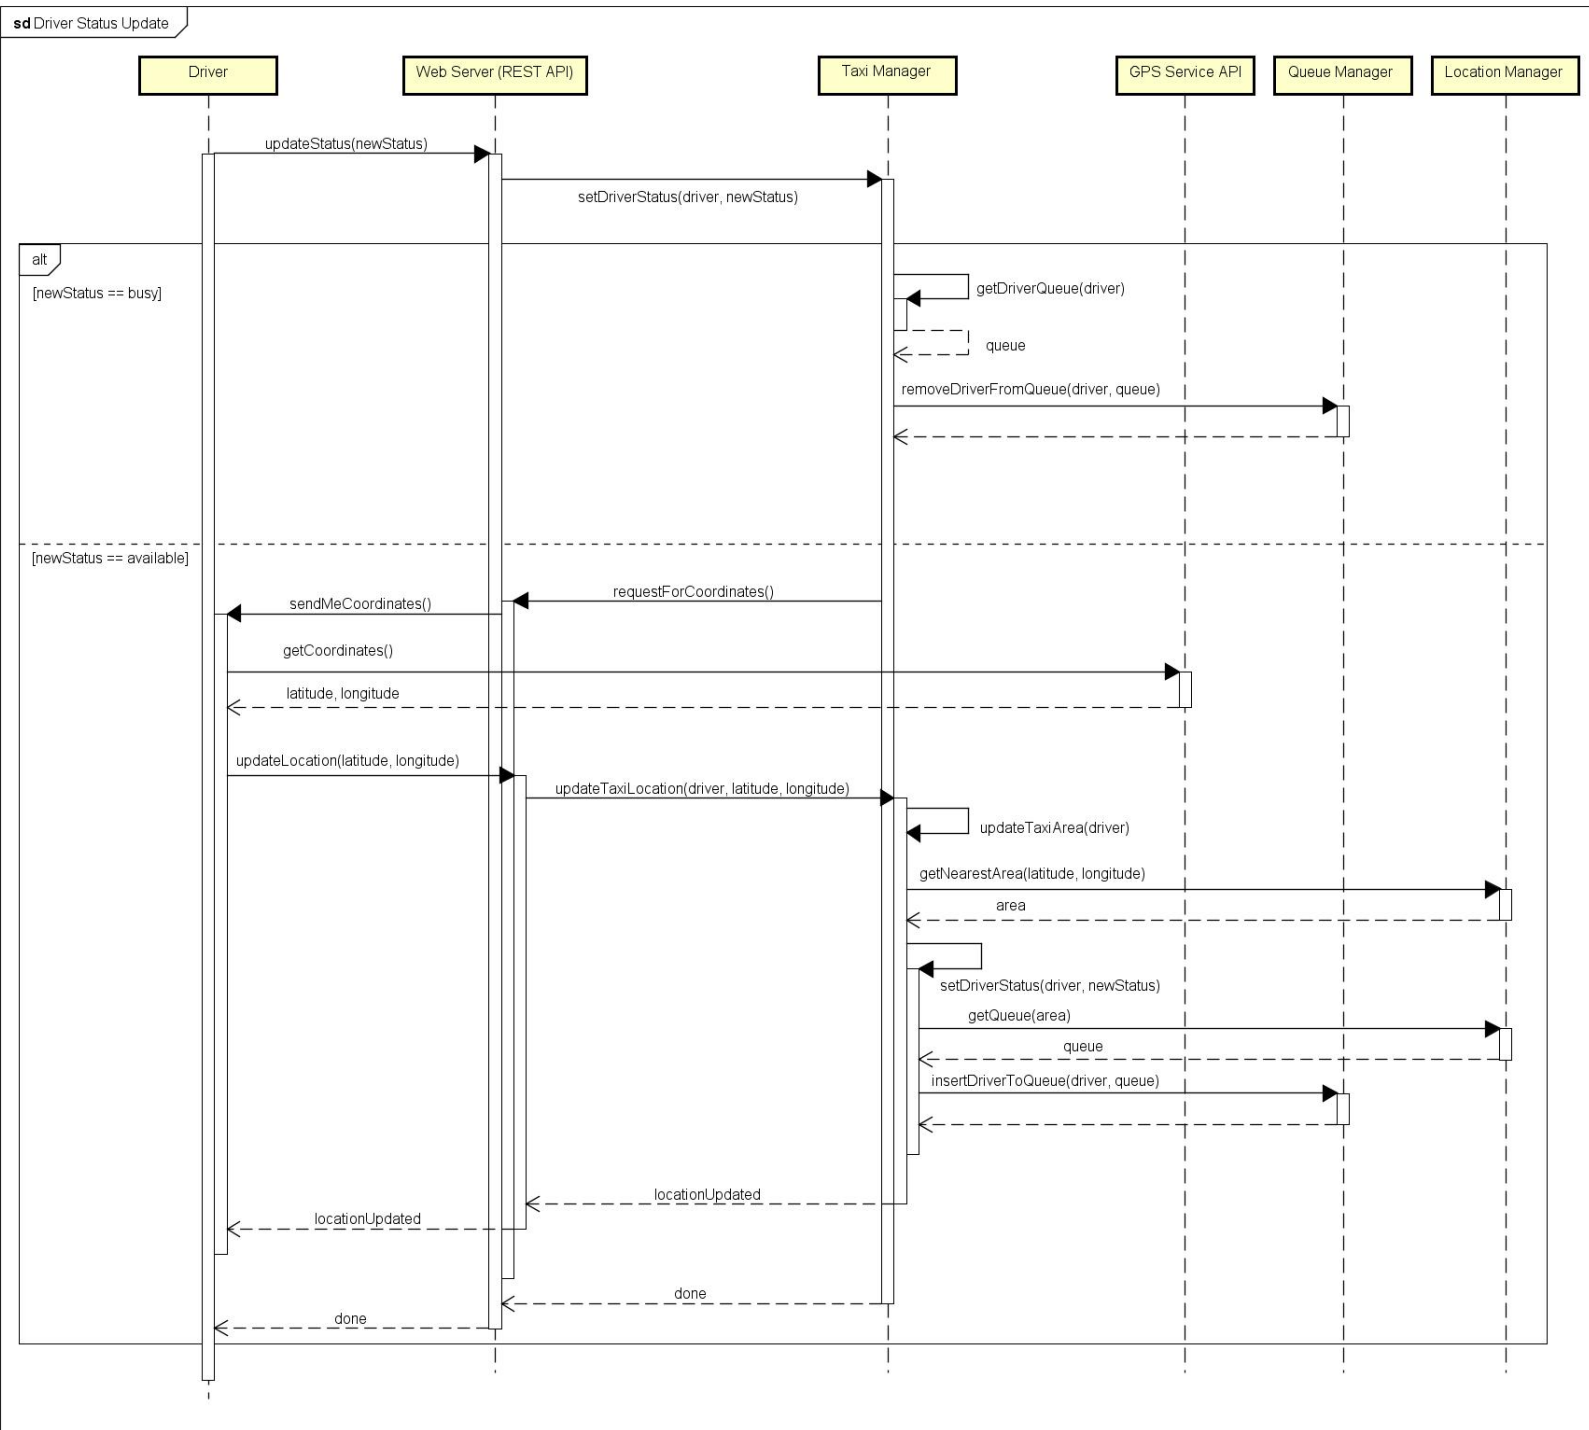 sd Driver Status Update
Driver
Web Server (REST API)
Taxi Manager
GPS Service API
Queue Manager
Location Manager
updateStatus(newStatus)
setDriverStatus(driver, newStatus)
alt
[newStatus == busy]
getDriverQueue(driver)
queue
removeDriverFromQueue(driver, queue)
[newStatus == available]
requestForCoordinates()
sendMeCoordinates()
getCoordinates()
latitude, longitude
updateLocation(latitude, longitude)
updateTaxiLocation(driver, latitude, longitude)
updateTaxiArea(driver)
getNearestArea(latitude, longitude)
area
setDriverStatus(driver, newStatus)
getQueue(area)
queue
insertDriverToQueue(driver, queue)
locationUpdated
locationUpdated
done
done